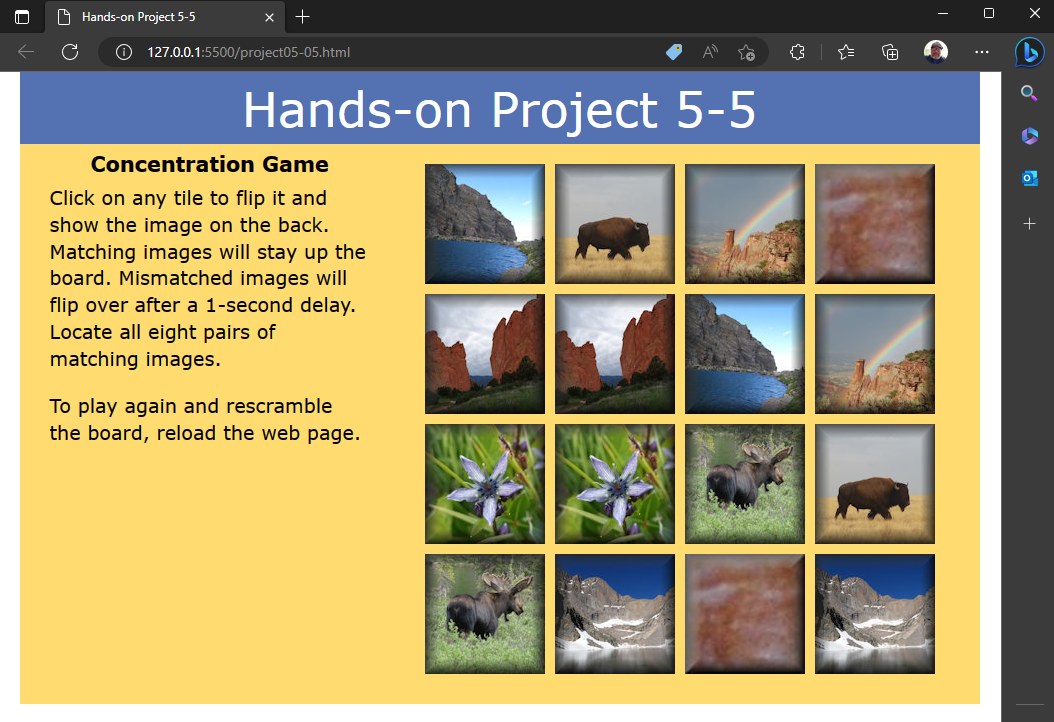 Hands-on Project 5-5
127.0.0.1:5500/project05-05.html
Hands-on Project 5-5
Concentration Game
Click on any tile to flip it and
show the image on the back.
Matching images will stay up the
board. Mismatched images will
flip over after a 1-second delay.
Locate all eight pairs of
matching images.
To play again and rescramble
the board, reload the web page.